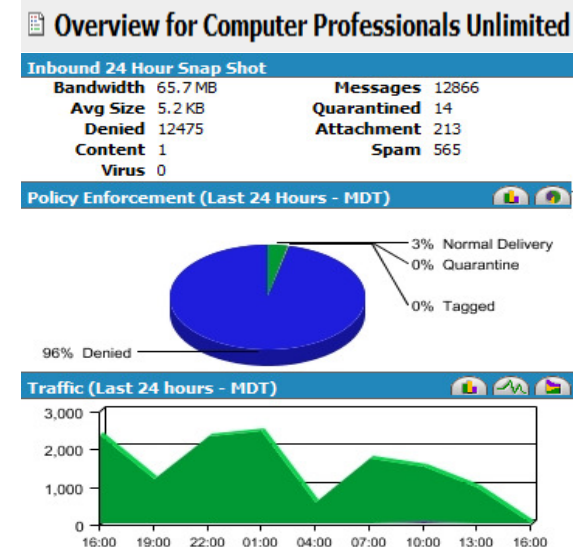 Overview for Computer Professionals Unlimited
Inbound 24 Hour Snap Shot
Bandwidth 65.7 MB Messages 12866
Avg Size 5.2 KB Quarantined 14
Denied 12475 Attachment 213
Content 1 Spam 565
Virus 0
Policy Enforcement (Last 24 Hours - MDT)
3% Normal Delivery
0% Quarantine
0% Tagged
96% Denied
Traffic (Last 24 hours - MDT)
3,000
2,000
1,000
0
16:00 19:00 22:00 01:00 04:00 07:00 10:00 13:00 16:00